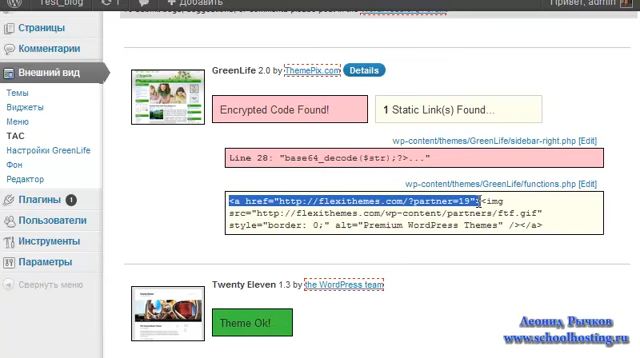 Test_blog 1 Добавить Привет, admin
Страницы
Комментарии
Внешний вид
Темы
Виджеты
Меню
TAC
Настройки GreenLife
Фон
Редактор
Плагины 1
Пользователи
Инструменты
Параметры
Свернуть меню
GreenLife 2.0 by ThemePix.com Details
Encrypted Code Found!
1 Static Link(s) Found...
wp-content/themes/GreenLife/sidebar-right.php [Edit]
Line 28: "base64_decode($str);?>..."
wp-content/themes/GreenLife/functions.php [Edit]
<a href="http://flexithemes.com/?partner=19"><img
src="http://flexithemes.com/wp-content/partners/ftf.gif"
style="border: 0;" alt="Premium WordPress Themes" /></a>
Twenty Eleven 1.3 by the WordPress team
Theme Ok!
Леонид Рычков
www.schoolhosting.ru